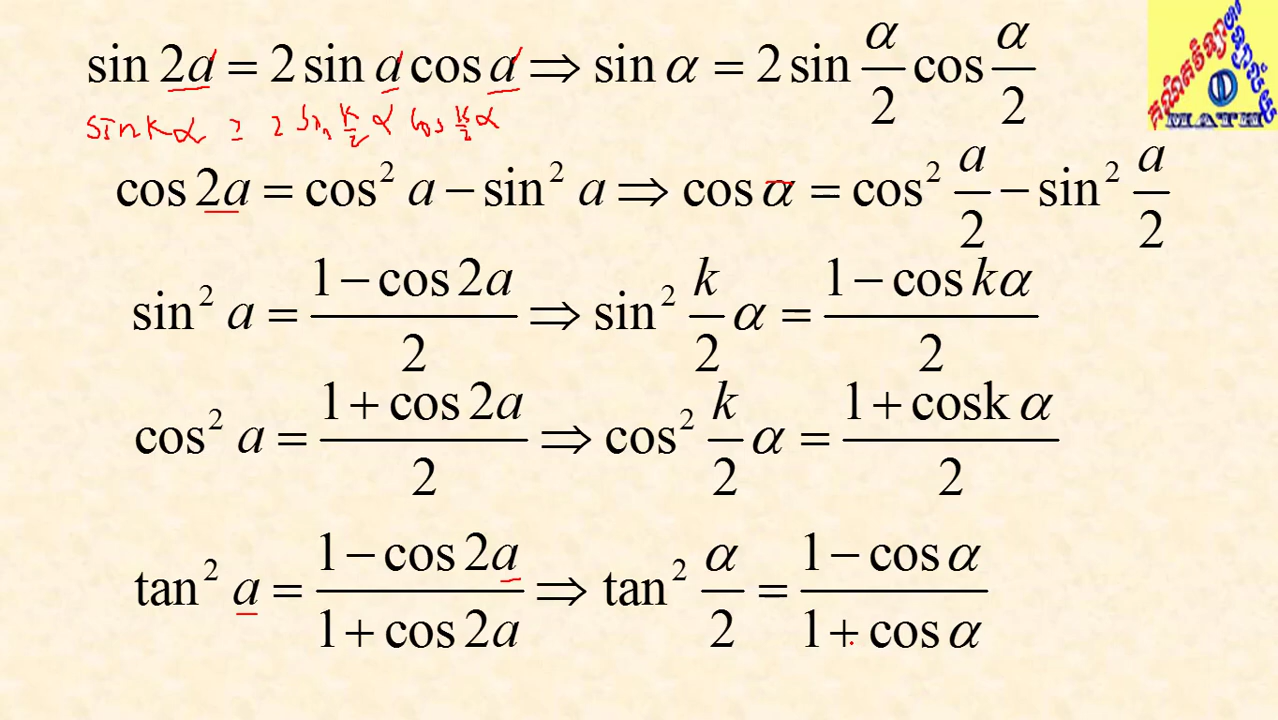 sin 2a = 2 sin a cos a ⇒ sin α = 2 sin α/2 cos α/2
sin kα = 2 sin k/2 α cos k/2 α
cos 2a = cos² a − sin² a ⇒ cos α = cos² a/2 − sin² a/2
sin² a = (1 − cos 2a)/2 ⇒ sin² k/2 α = (1 − cos kα)/2
cos² a = (1 + cos 2a)/2 ⇒ cos² k/2 α = (1 + cosk α)/2
tan² a = (1 − cos 2a)/(1 + cos 2a) ⇒ tan² α/2 = (1 − cos α)/(1 + cos α)
MATH